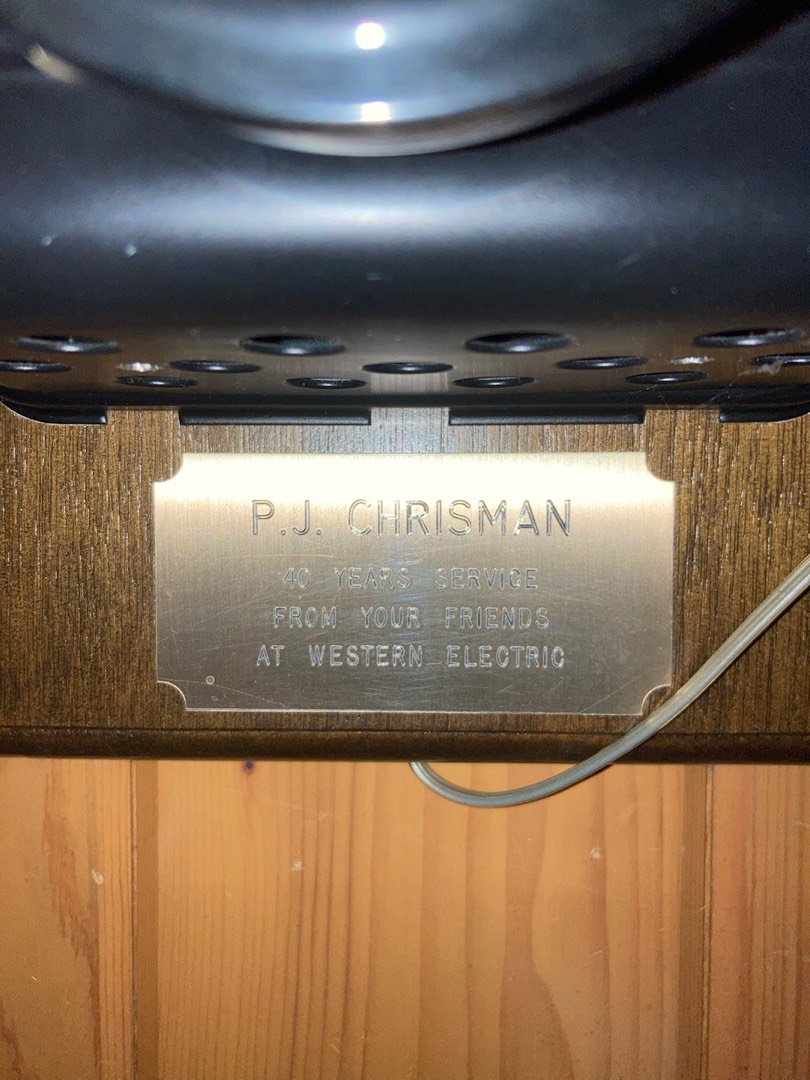 P.J. CHRISMAN
40 YEARS SERVICE
FROM YOUR FRIENDS
AT WESTERN ELECTRIC